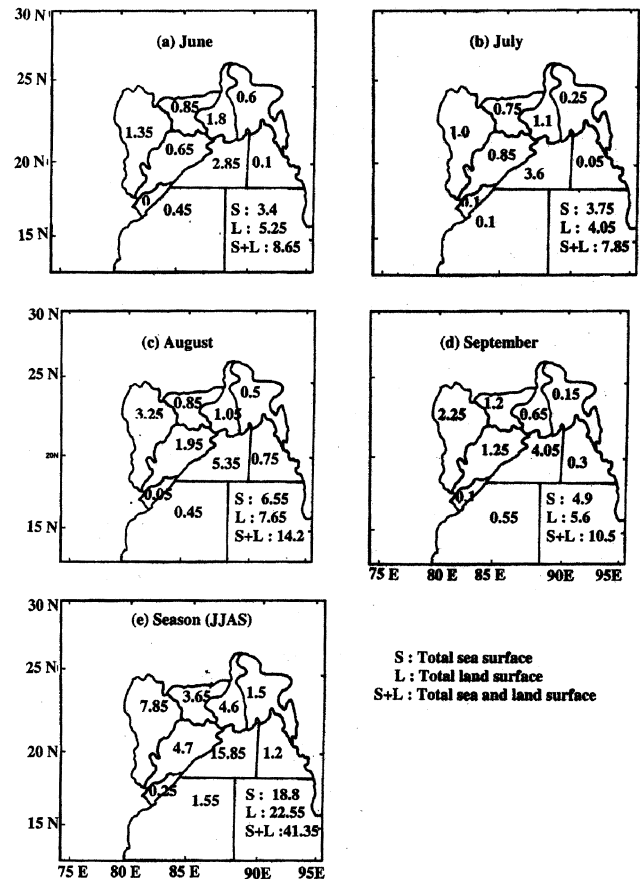 30 N
(a) June
25 N
0.6
0.85
1.8
1.35
0.65
20 N
2.85
0.1
0
0.45
S : 3.4
L : 5.25
S+L : 8.65
15 N
(b) July
0.25
0.75
1.1
1.0
0.85
0.05
3.6
0.1
0.1
S : 3.75
L : 4.05
S+L : 7.85
30 N
(c) August
25 N
0.5
0.85
1.05
3.25
1.95
20N
5.35
0.75
0.05
0.45
S : 6.55
L : 7.65
S+L : 14.2
15 N
(d) September
0.15
1.2
0.65
2.25
1.25
4.05
0.3
0.1
0.55
S : 4.9
L : 5.6
S+L : 10.5
75 E 80 E 85 E 90E 95E
30 N
(e) Season (JJAS)
25 N
1.5
3.65
4.6
7.85
4.7
20 N
15.85
1.2
0.25
1.55
S : 18.8
L : 22.55
S+L :41.35
15 N
75 E 80 E 85 E 90E 95E
S : Total sea surface
L : Total land surface
S+L : Total sea and land surface